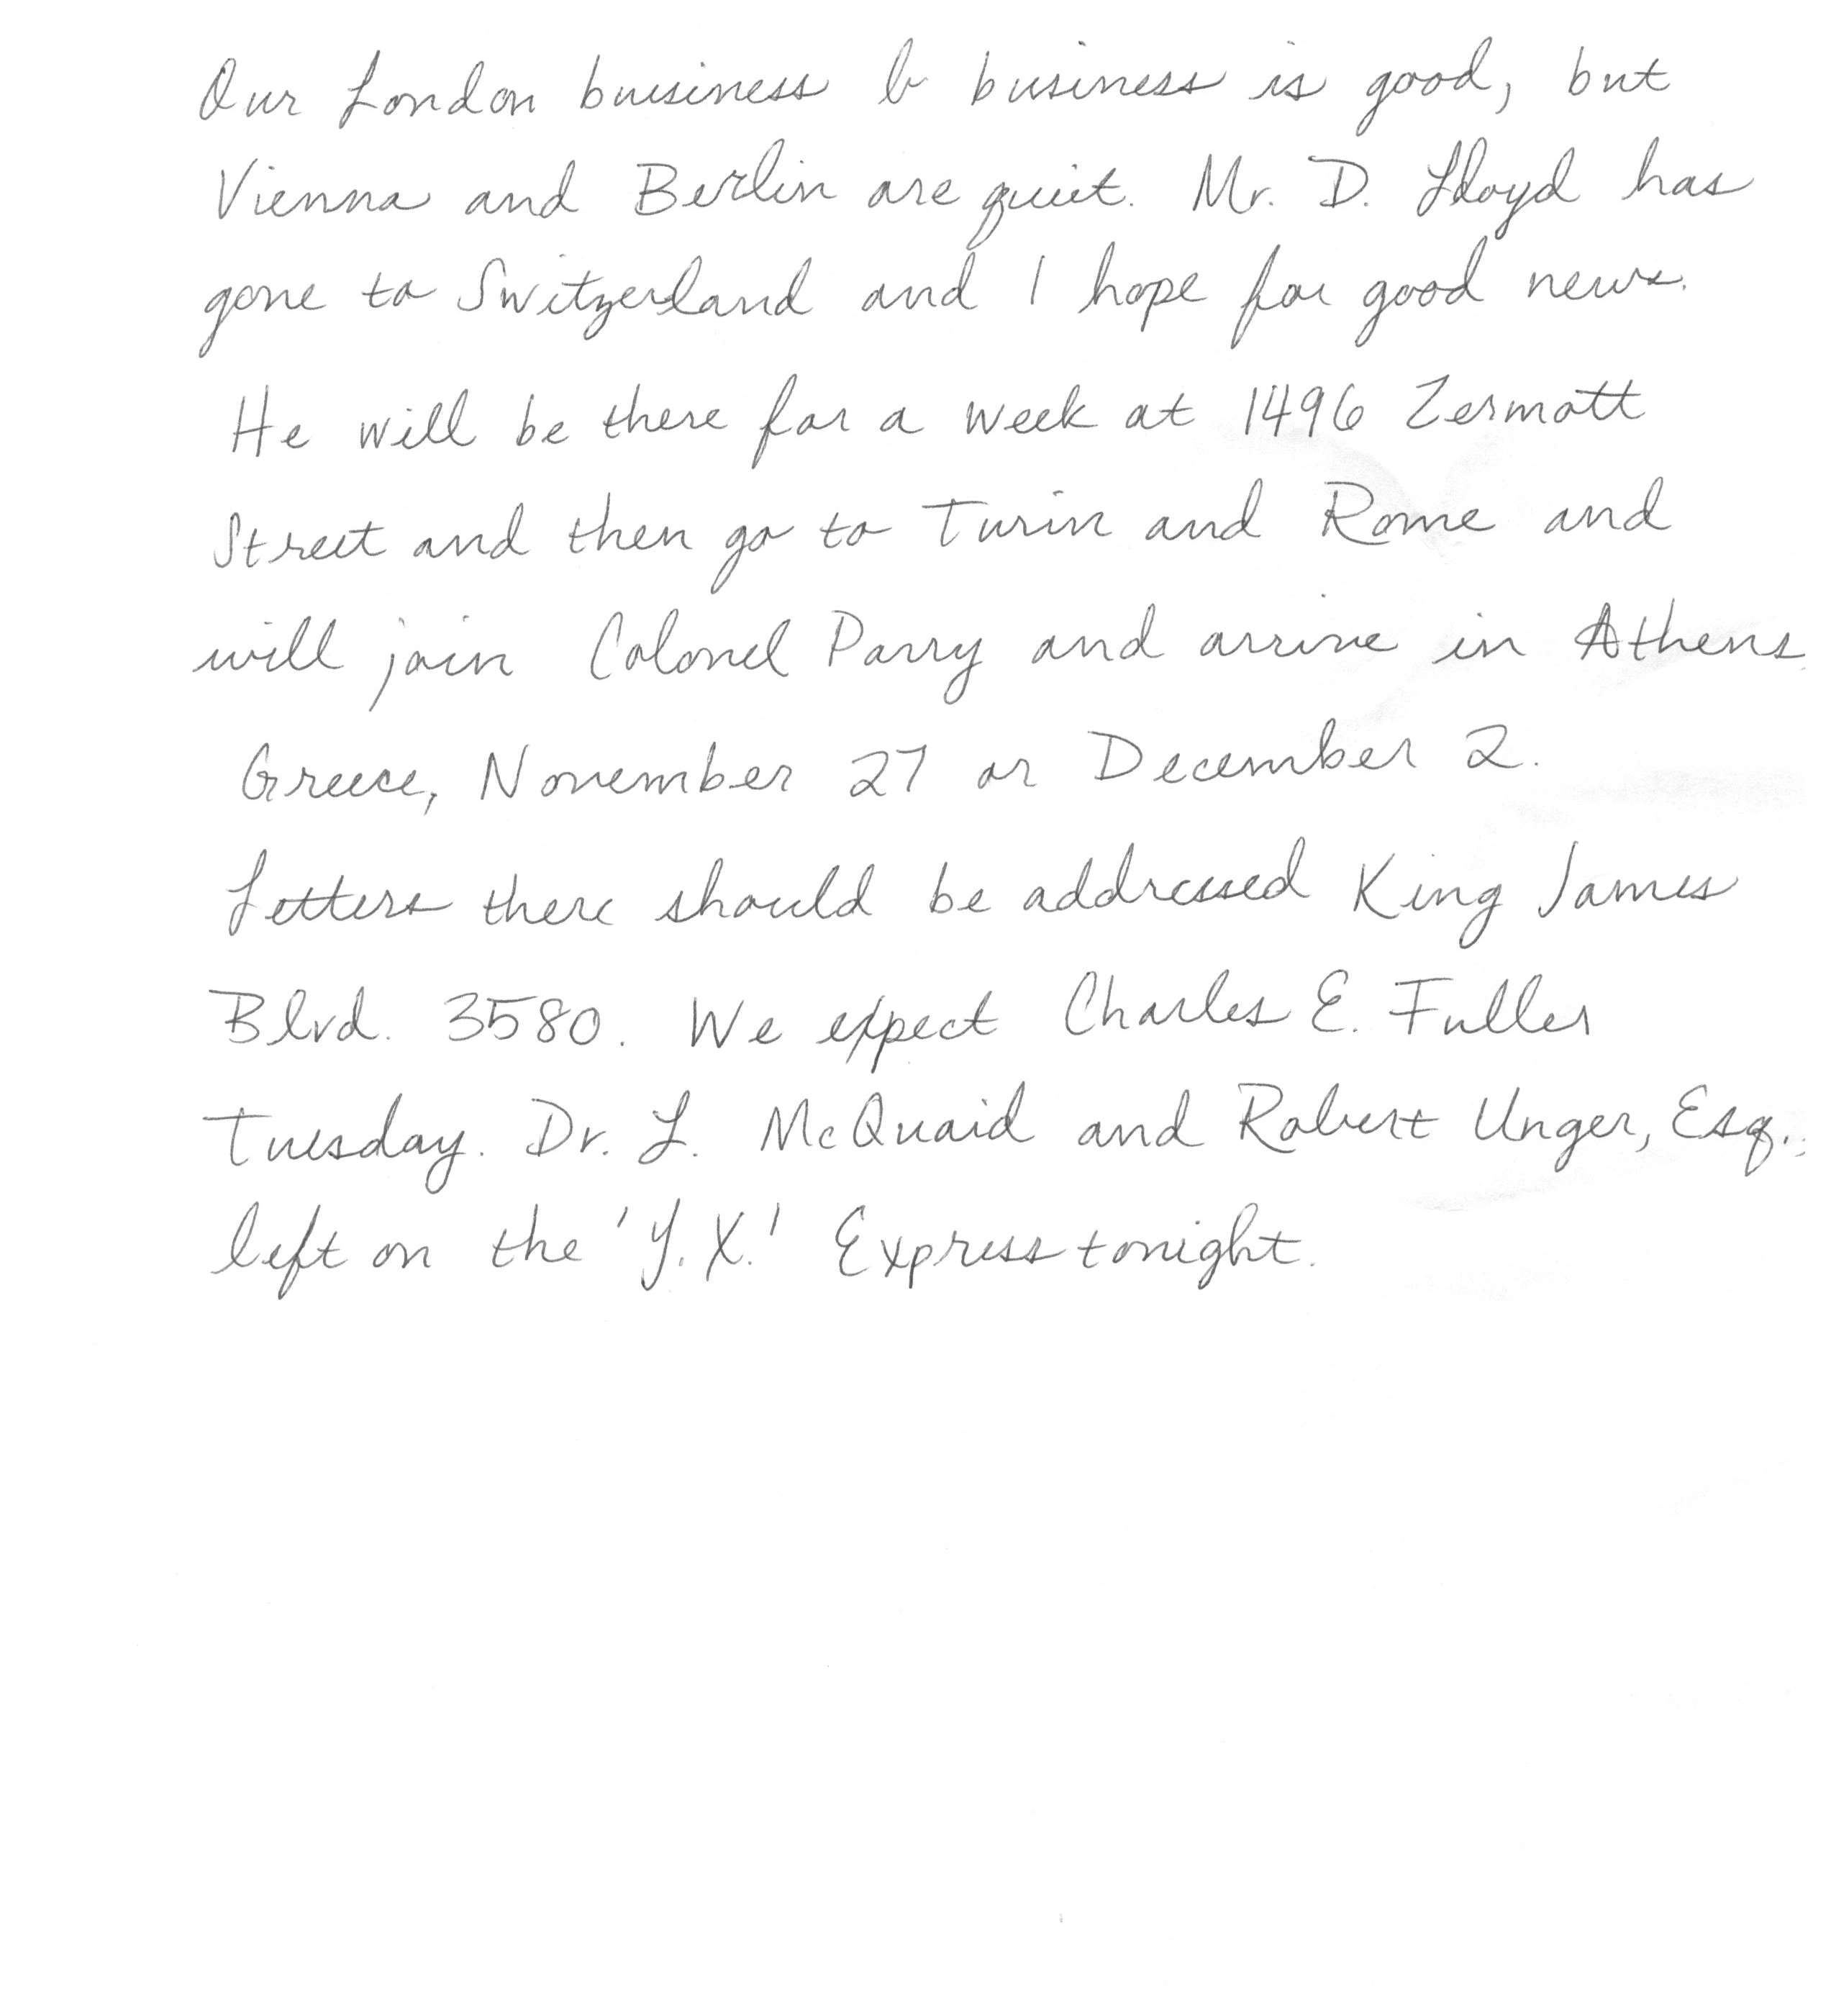 Our London buisiness b business is good, but
Vienna and Berlin are quiet. Mr. D. Lloyd has
gone to Switzerland and I hope for good news.
He will be there for a week at 1496 Zermott
Street and then go to Turin and Rome and
will join Colonel Parry and arrive in Athens
Greece, November 27 or December 2.
Letters there should be addressed King James
Blvd. 3580. We expect Charles E. Fuller
Tuesday. Dr. L. McQuaid and Robert Unger, Esq.,
left on the 'Y.X.' Express tonight.